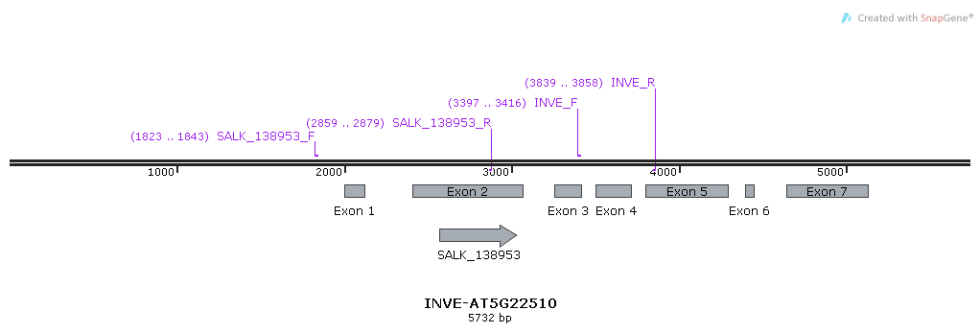 Created with SnapGene®
(3839 .. 3858) INVE_R
(3397 .. 3416) INVE_F
(2859 .. 2879) SALK_138953_R
(1823 .. 1843) SALK_138953_F
1000 2000 3000 4000 5000
Exon 2 Exon 5 Exon 7
Exon 1 Exon 3 Exon 4 Exon 6
SALK_138953
INVE-AT5G22510
5732 bp